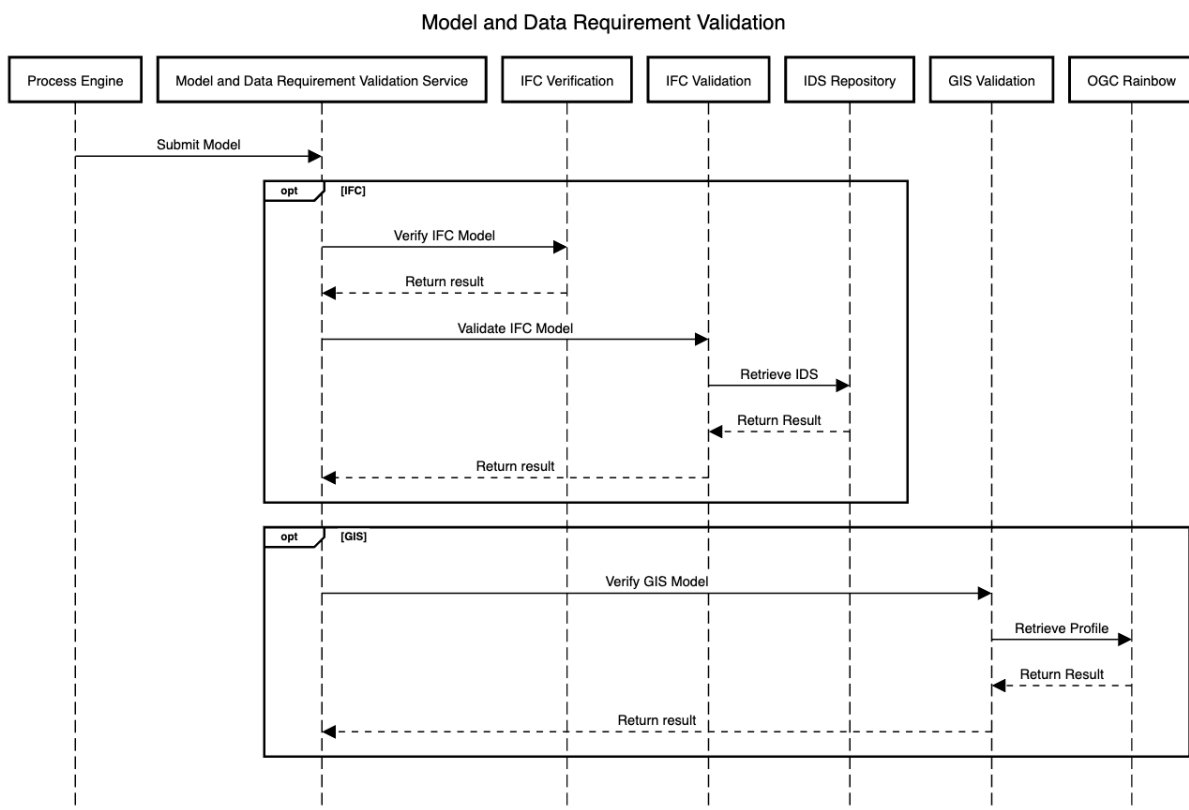 Model and Data Requirement Validation
Process Engine
Model and Data Requirement Validation Service
IFC Verification
IFC Validation
IDS Repository
GIS Validation
OGC Rainbow
Submit Model
opt
[IFC]
Verify IFC Model
Return result
Validate IFC Model
Retrieve IDS
Return Result
Return result
opt
[GIS]
Verify GIS Model
Retrieve Profile
Return Result
Return result